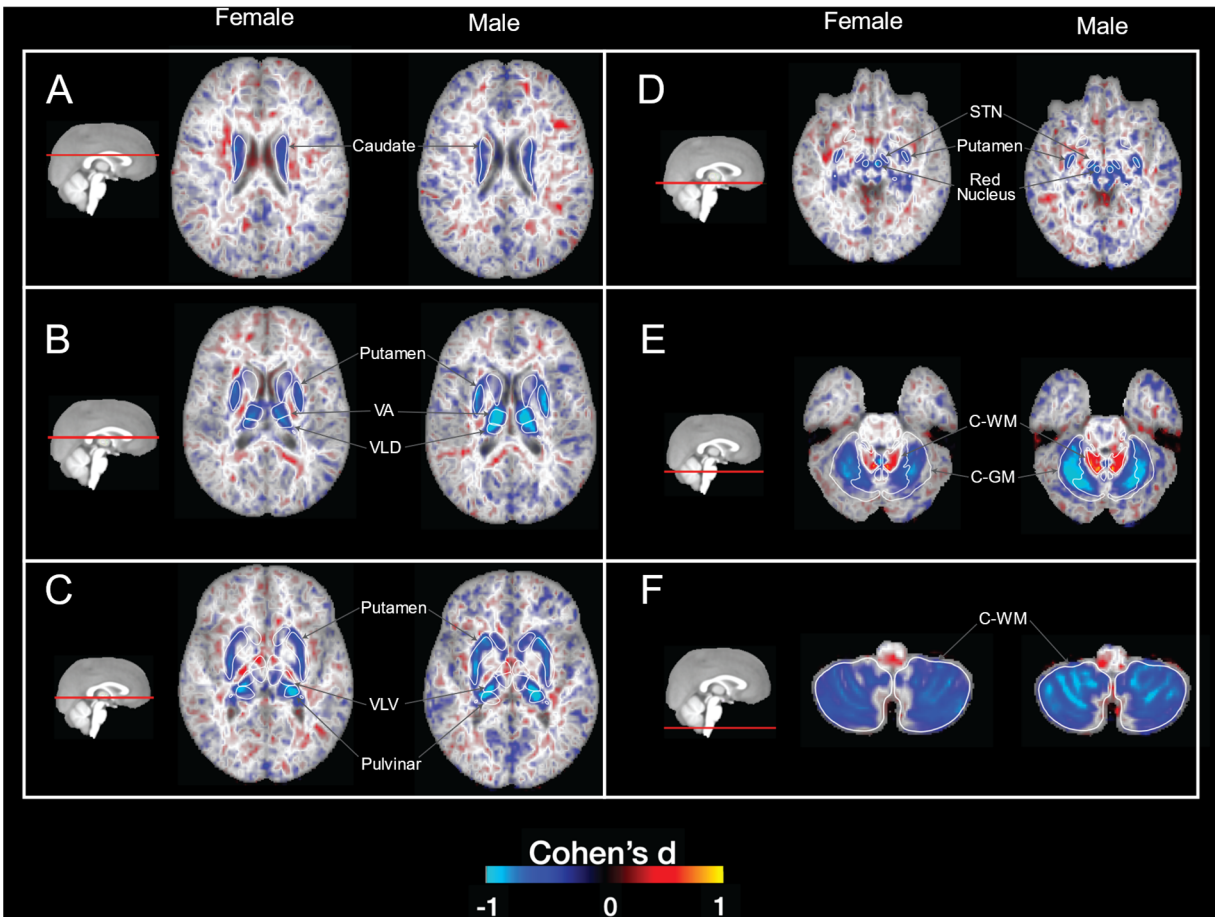 Female
Male
Female
Male
A
Caudate
B
Putamen
VA
VLD
C
Putamen
VLV
Pulvinar
D
STN
Putamen
Red
Nucleus
E
C-WM
C-GM
F
C-WM
Cohen's d
-1 0 1